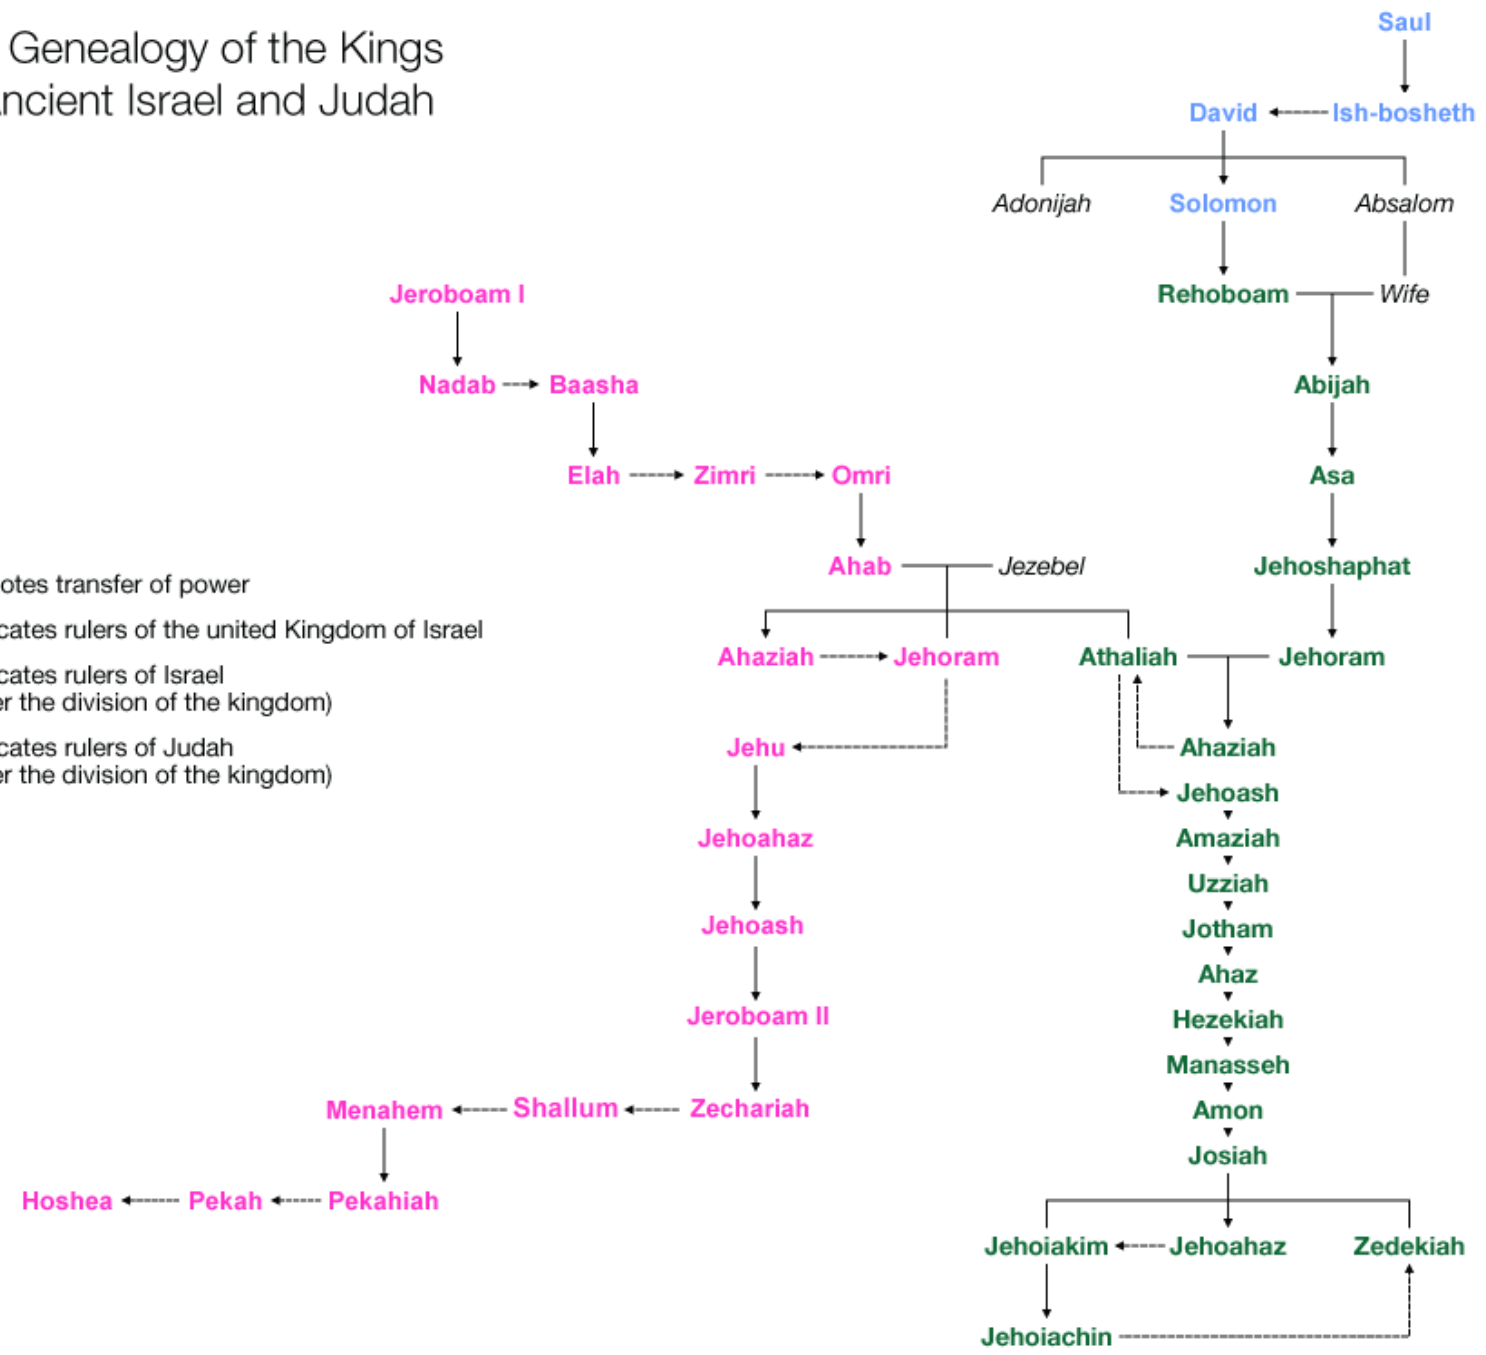 Genealogy of the Kings
ncient Israel and Judah
Saul
David Ish-bosheth
Adonijah Solomon Absalom
Jeroboam I Rehoboam Wife
Nadab Baasha Abijah
Elah Zimri Omri Asa
Ahab Jezebel Jehoshaphat
otes transfer of power
cates rulers of the united Kingdom of Israel
Ahaziah Jehoram Athaliah Jehoram
cates rulers of Israel
er the division of the kingdom)
Jehu Ahaziah
cates rulers of Judah
er the division of the kingdom)
Jehoash
Jehoahaz Amaziah
Uzziah
Jehoash Jotham
Ahaz
Jeroboam II Hezekiah
Manasseh
Menahem Shallum Zechariah Amon
Josiah
Hoshea Pekah Pekahiah
Jehoiakim Jehoahaz Zedekiah
Jehoiachin